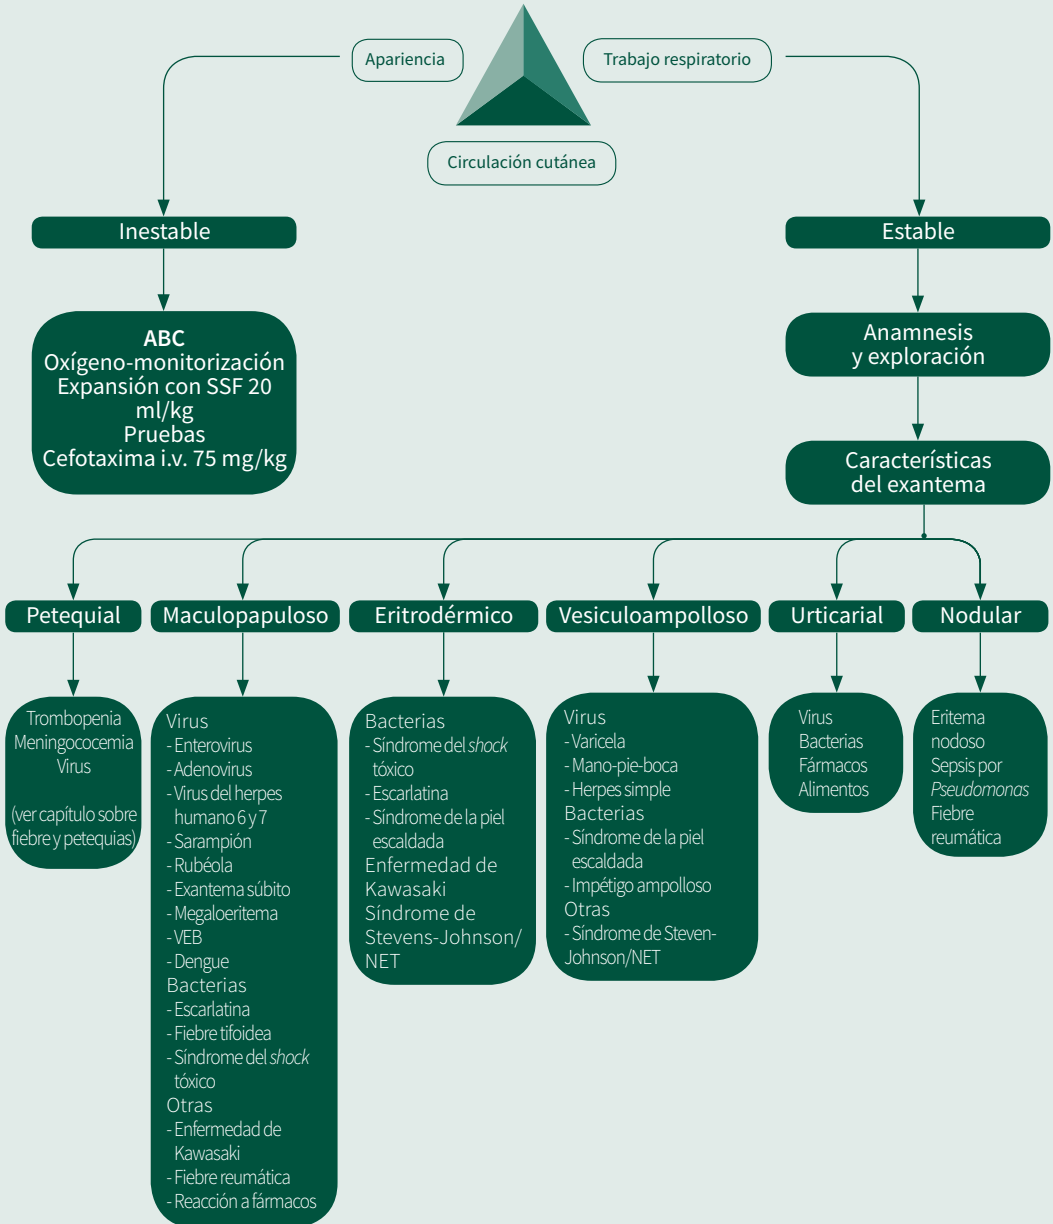 Apariencia
Trabajo respiratorio
Circulación cutánea
Inestable
Estable
ABC
Oxígeno-monitorización
Expansión con SSF 20
ml/kg
Pruebas
Cefotaxima i.v. 75 mg/kg
Anamnesis
y exploración
Características
del exantema
Petequial
Maculopapuloso
Eritrodérmico
Vesiculoampolloso
Urticarial
Nodular
Trombopenia
Meningococemia
Virus
(ver capítulo sobre
fiebre y petequias)
Virus
- Enterovirus
- Adenovirus
- Virus del herpes
humano 6 y 7
- Sarampión
- Rubéola
- Exantema súbito
- Megaloeritema
- VEB
- Dengue
Bacterias
- Escarlatina
- Fiebre tifoidea
- Síndrome del shock
tóxico
Otras
- Enfermedad de
Kawasaki
- Fiebre reumática
- Reacción a fármacos
Bacterias
- Síndrome del shock
tóxico
- Escarlatina
- Síndrome de la piel
escaldada
Enfermedad de
Kawasaki
Síndrome de
Stevens-Johnson/
NET
Virus
- Varicela
- Mano-pie-boca
- Herpes simple
Bacterias
- Síndrome de la piel
escaldada
- Impétigo ampolloso
Otras
- Síndrome de Steven-
Johnson/NET
Virus
Bacterias
Fármacos
Alimentos
Eritema
nodoso
Sepsis por
Pseudomonas
Fiebre
reumática